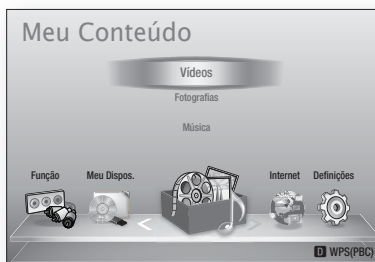 Meu Conteúdo
Vídeos
Fotografias
Música
Função Meu Dispos. Internet Definições
D WPS(PBC)